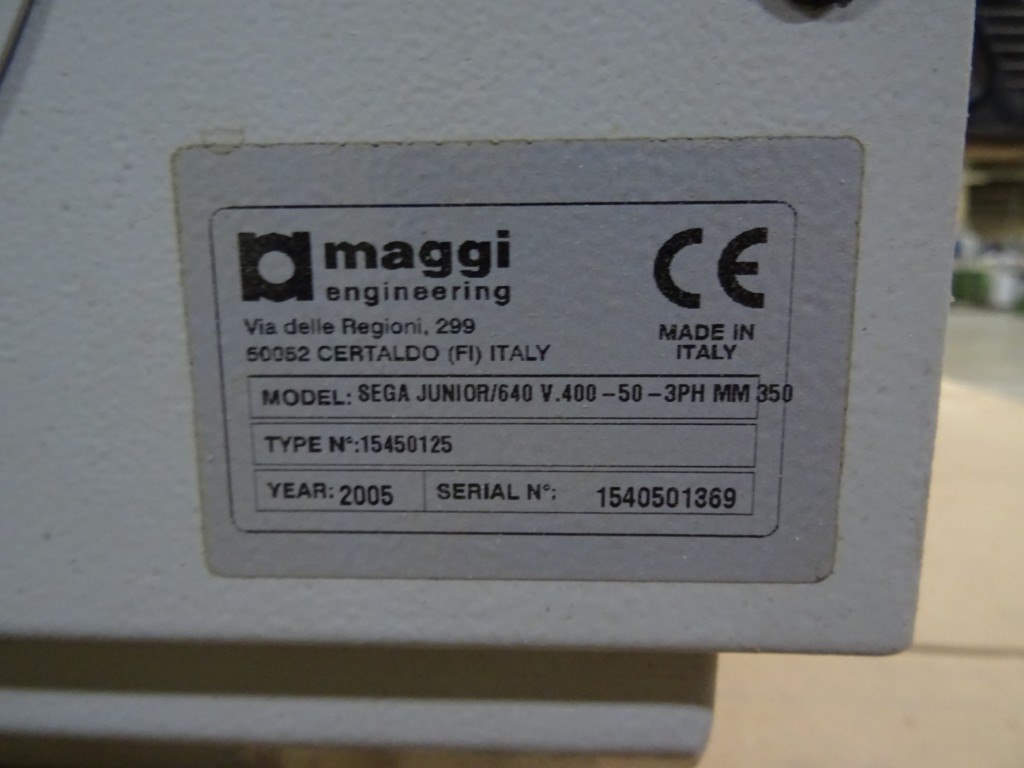 maggi
engineering
Via delle Regioni, 299
50052 CERTALDO (FI) ITALY
CE
MADE IN
ITALY
MODEL: SEGA JUNIOR/640 V.400-50-3PH MM 350
TYPE N°:15450125
YEAR: 2005 SERIAL N°: 1540501369